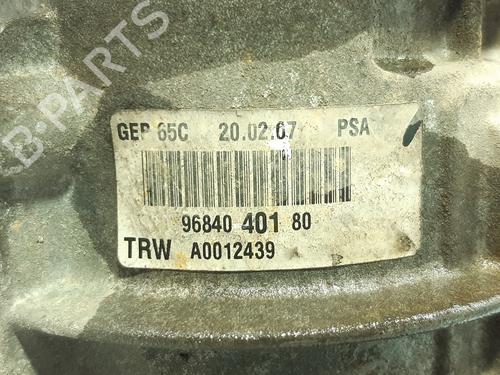 B-PARTS
GEP 65C 20.02.07 PSA
96840 401 80
TRW A0012439